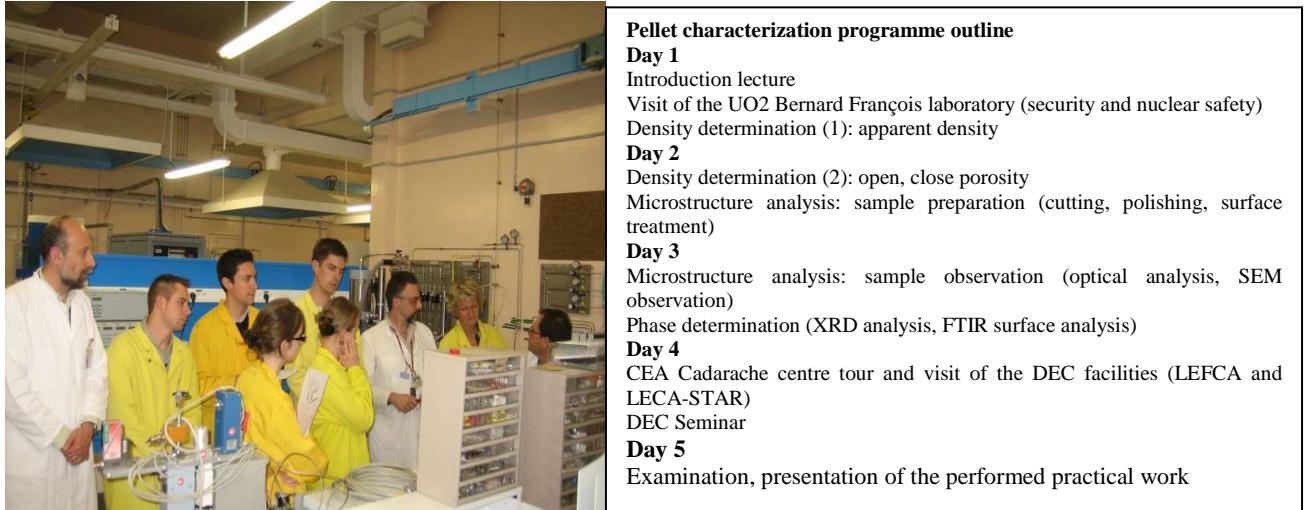 Pellet characterization programme outline
Day 1
Introduction lecture
Visit of the UO2 Bernard François laboratory (security and nuclear safety)
Density determination (1): apparent density
Day 2
Density determination (2): open, close porosity
Microstructure analysis: sample preparation (cutting, polishing, surface
treatment)
Day 3
Microstructure analysis: sample observation (optical analysis, SEM
observation)
Phase determination (XRD analysis, FTIR surface analysis)
Day 4
CEA Cadarache centre tour and visit of the DEC facilities (LEFCA and
LECA-STAR)
DEC Seminar
Day 5
Examination, presentation of the performed practical work